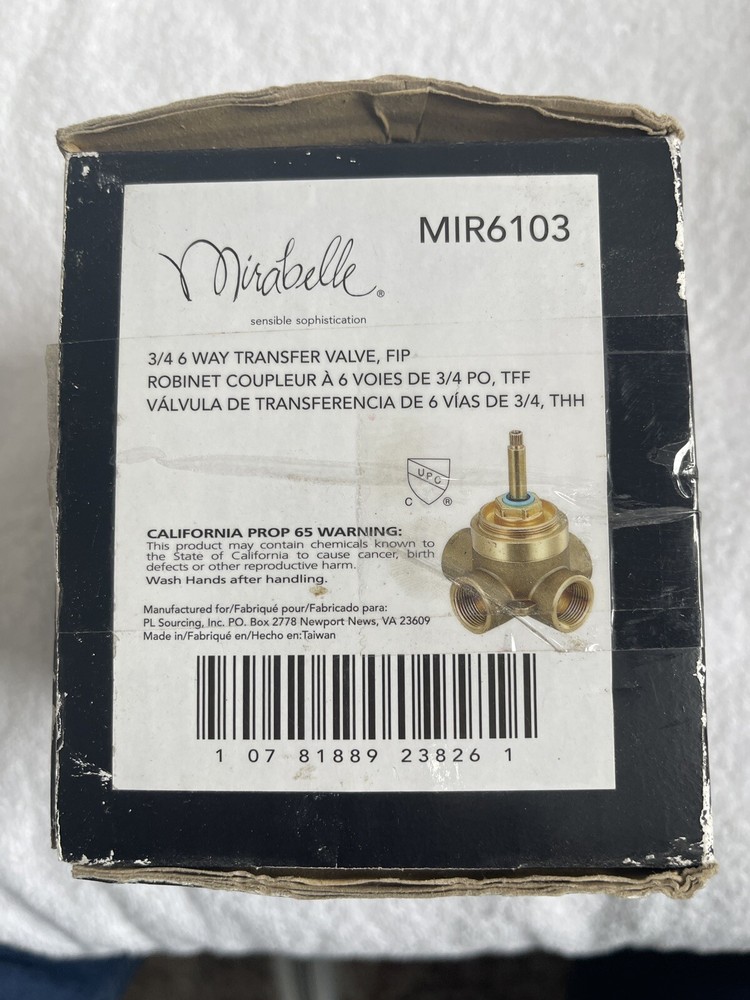 MIR6103
Mirabelle®
sensible sophistication
3/4 6 WAY TRANSFER VALVE, FIP
ROBINET COUPLEUR À 6 VOIES DE 3/4 PO, TFF
VÁLVULA DE TRANSFERENCIA DE 6 VÍAS DE 3/4, THH
UPC
C ®
CALIFORNIA PROP 65 WARNING:
This product may contain chemicals known to
the State of California to cause cancer, birth
defects or other reproductive harm.
Wash Hands after handling.
Manufactured for/Fabriqué pour/Fabricado para:
PL Sourcing, Inc. PO. Box 2778 Newport News, VA 23609
Made in/Fabriqué en/Hecho en:Taiwan
1 07 81889 23826 1